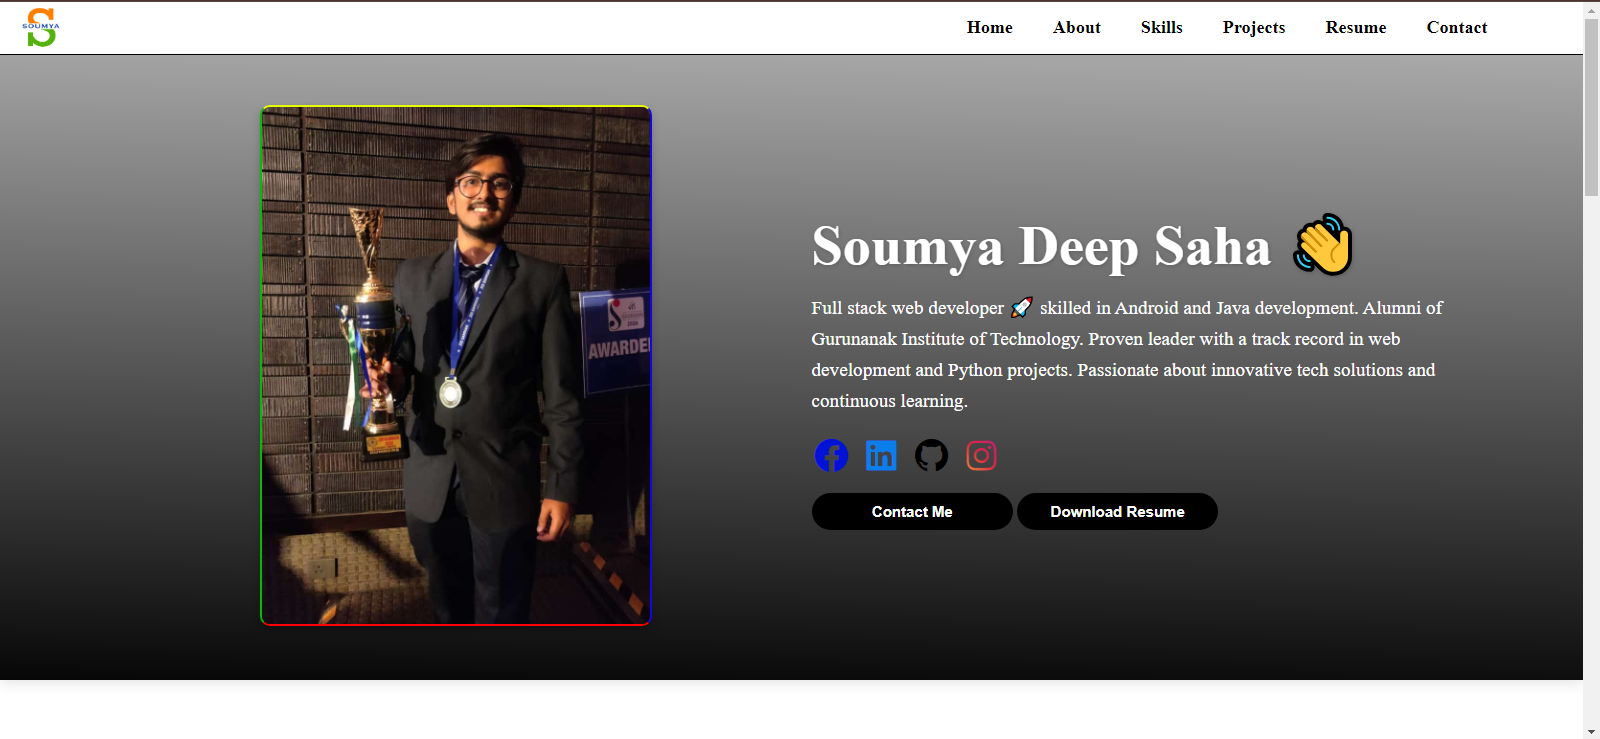 SOUMYA
Home About Skills Projects Resume Contact
AWARDE
Soumya Deep Saha 👋
Full stack web developer 🚀 skilled in Android and Java development. Alumni of
Gurunanak Institute of Technology. Proven leader with a track record in web
development and Python projects. Passionate about innovative tech solutions and
continuous learning.
Contact Me Download Resume